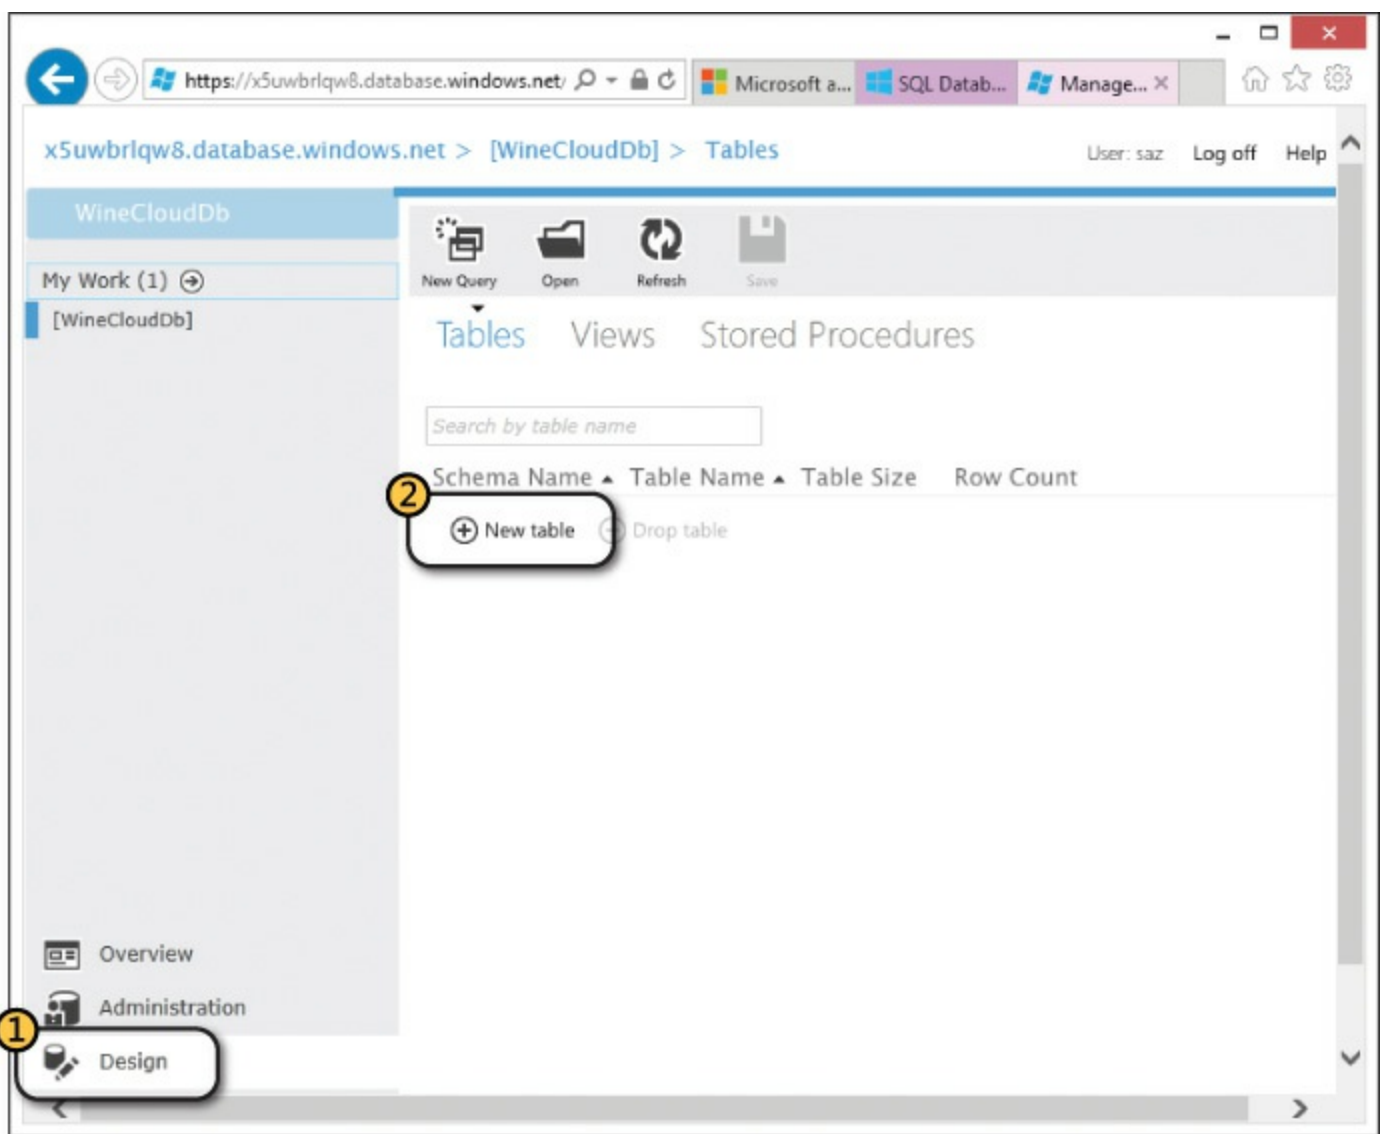 https://x5uwbrlqw8.database.windows.net/
Microsoft a...
SQL Datab...
Manage...
x5uwbrlqw8.database.windows.net > [WineCloudDb] > Tables
User: saz
Log off
Help
WineCloudDb
My Work (1)
[WineCloudDb]
New Query
Open
Refresh
Save
Tables
Views
Stored Procedures
Search by table name
Schema Name
Table Name
Table Size
Row Count
2
New table
Drop table
Overview
Administration
1
Design